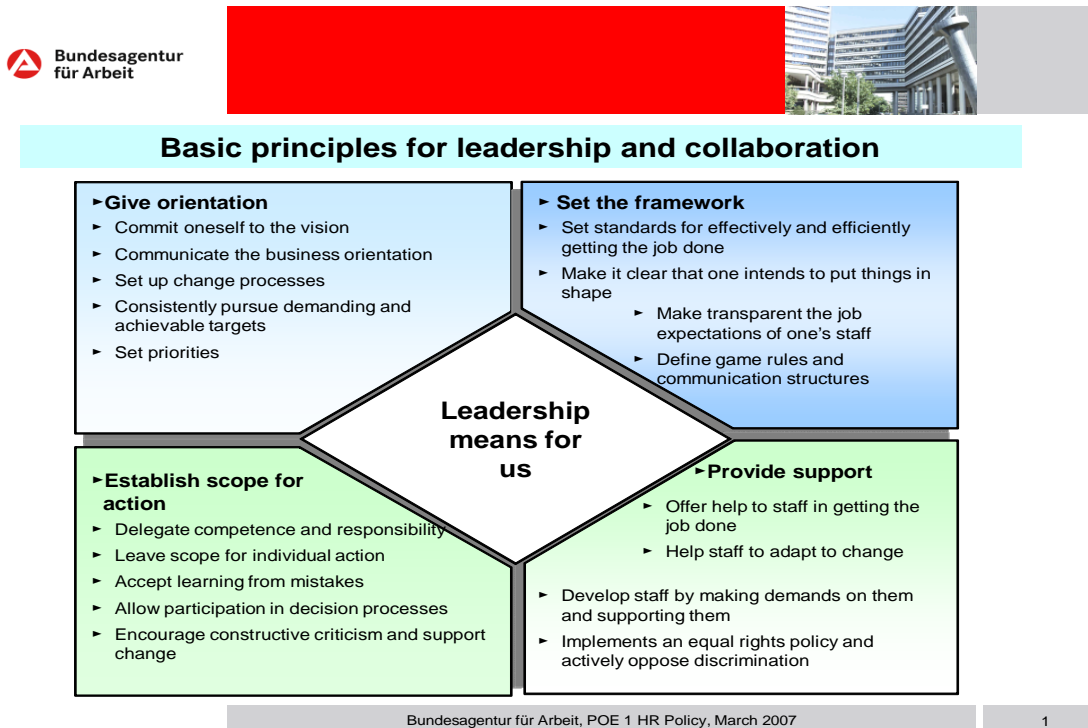 Bundesagentur
für Arbeit
Basic principles for leadership and collaboration
►Give orientation
► Commit oneself to the vision
► Communicate the business orientation
► Set up change processes
► Consistently pursue demanding and
achievable targets
► Set priorities
► Set the framework
► Set standards for effectively and efficiently
getting the job done
► Make it clear that one intends to put things in
shape
► Make transparent the job
expectations of one's staff
► Define game rules and
communication structures
Leadership
means for
us
►Establish scope for
action
► Delegate competence and responsibility
► Leave scope for individual action
► Accept learning from mistakes
► Allow participation in decision processes
► Encourage constructive criticism and support
change
►Provide support
► Offer help to staff in getting the
job done
► Help staff to adapt to change
► Develop staff by making demands on them
and supporting them
► Implements an equal rights policy and
actively oppose discrimination
Bundesagentur für Arbeit, POE 1 HR Policy, March 2007
1